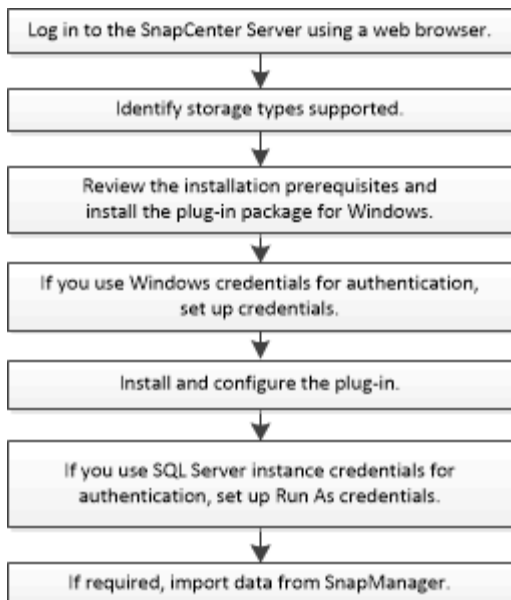 Log in to the SnapCenter Server using a web browser.
Identify storage types supported.
Review the installation prerequisites and
install the plug-in package for Windows.
If you use Windows credentials for authentication,
set up credentials.
Install and configure the plug-in.
If you use SQL Server instance credentials for
authentication, set up Run As credentials.
If required, import data from SnapManager.